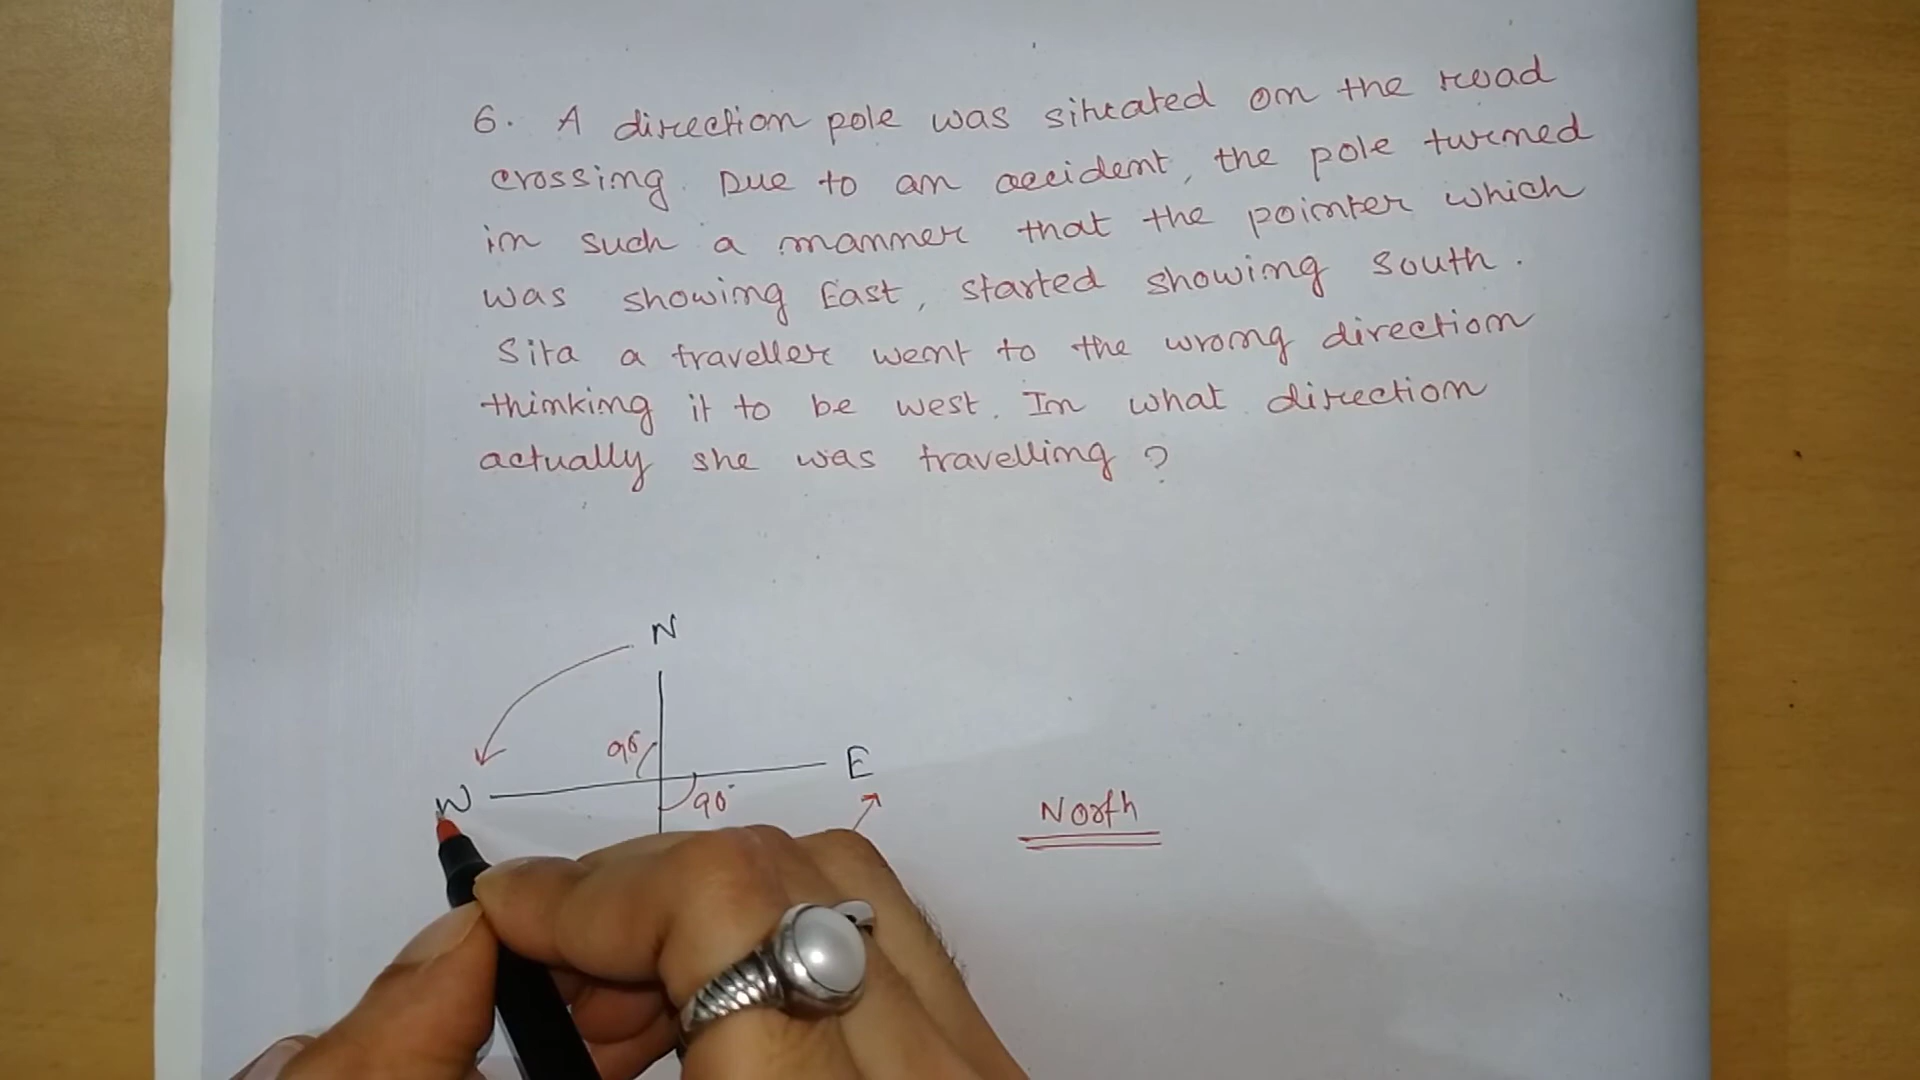 6. A direction pole was situated on the road
crossing. Due to an accident, the pole turned
in such a manner that the pointer which
was showing East, started showing south.
Sita a traveller went to the wrong direction
thinking it to be west. In what direction
actually she was travelling ?
N
90°
E
W
90°
North